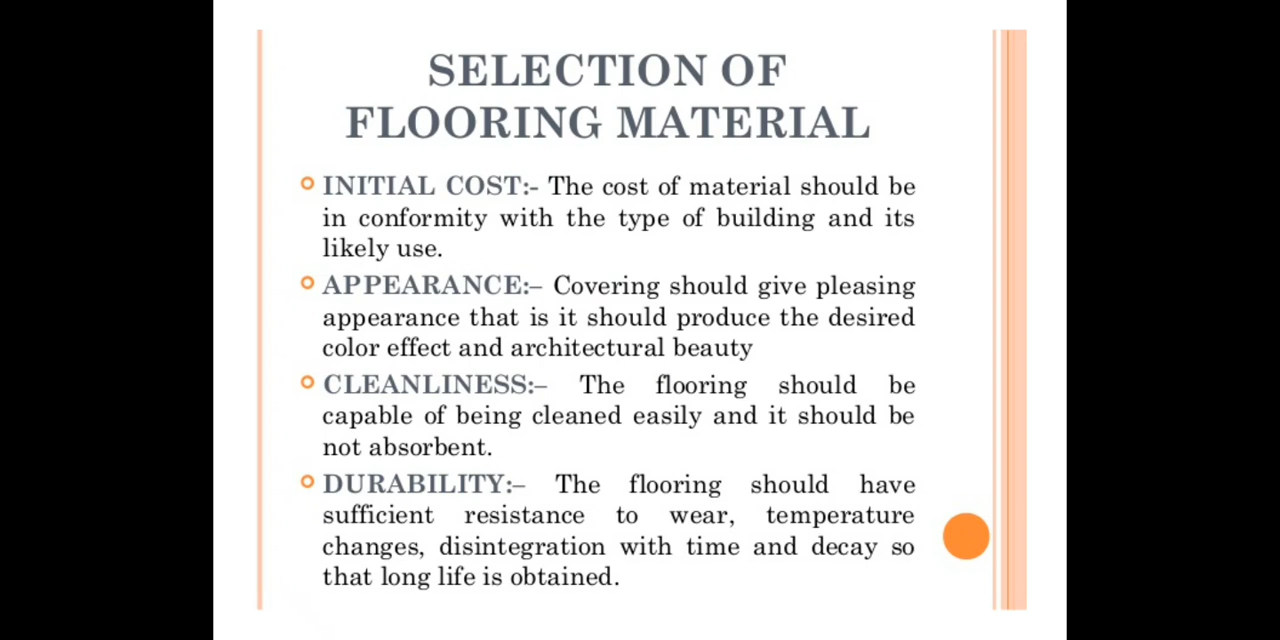 SELECTION OF
FLOORING MATERIAL
INITIAL COST:- The cost of material should be
in conformity with the type of building and its
likely use.
APPEARANCE:– Covering should give pleasing
appearance that is it should produce the desired
color effect and architectural beauty
CLEANLINESS:– The flooring should be
capable of being cleaned easily and it should be
not absorbent.
DURABILITY:– The flooring should have
sufficient resistance to wear, temperature
changes, disintegration with time and decay so
that long life is obtained.